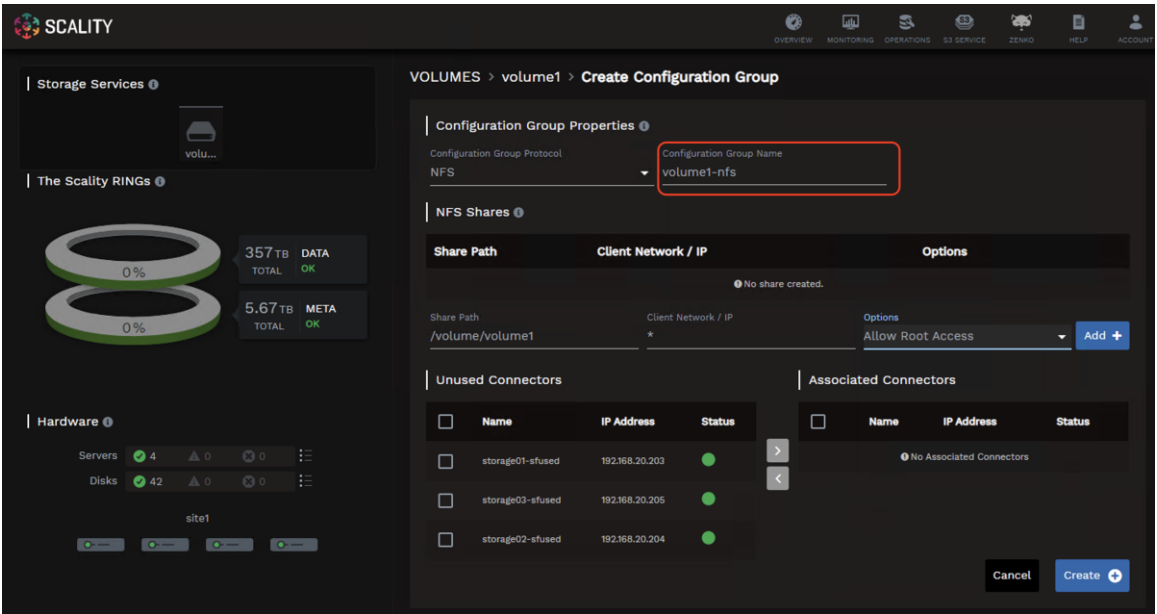 SCALITY
OVERVIEW MONITORING OPERATIONS S3 SERVICE ZENKO HELP ACCOUNT
Storage Services
volu...
The Scality RINGs
0%
357TB DATA
TOTAL OK
0%
5.67TB META
TOTAL OK
Hardware
Servers 4 0 0
Disks 42 0 0
site1
VOLUMES > volume1 > Create Configuration Group
Configuration Group Properties
Configuration Group Protocol Configuration Group Name
NFS volume1-nfs
NFS Shares
Share Path Client Network / IP Options
No share created.
Share Path Client Network / IP Options
/volume/volume1 * Allow Root Access Add +
Unused Connectors
Name IP Address Status
storage01-sfused 192.168.20.203
storage03-sfused 192.168.20.205
storage02-sfused 192.168.20.204
> <
Associated Connectors
Name IP Address Status
No Associated Connectors
Cancel Create